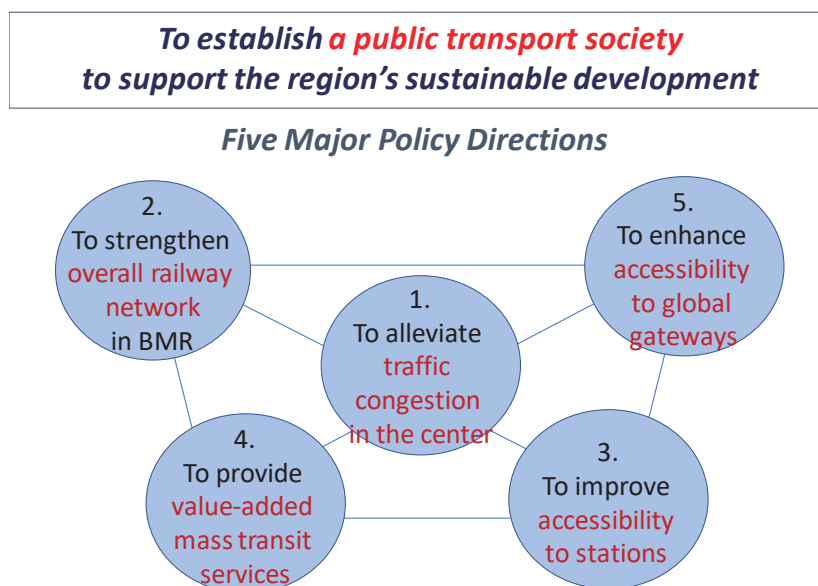 To establish a public transport society
to support the region's sustainable development
Five Major Policy Directions
2.
To strengthen
overall railway
network
in BMR
5.
To enhance
accessibility
to global
gateways
1.
To alleviate
traffic
congestion
in the center
4.
To provide
value-added
mass transit
services
3.
To improve
accessibility
to stations